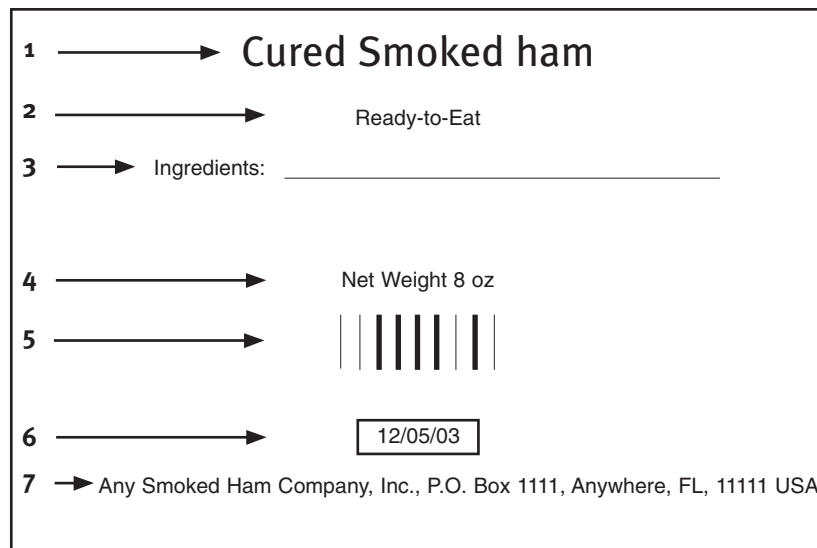 1 Cured Smoked ham
2 Ready-to-Eat
3 Ingredients:
4 Net Weight 8 oz
5
6 12/05/03
7 Any Smoked Ham Company, Inc., P.O. Box 1111, Anywhere, FL, 11111 USA